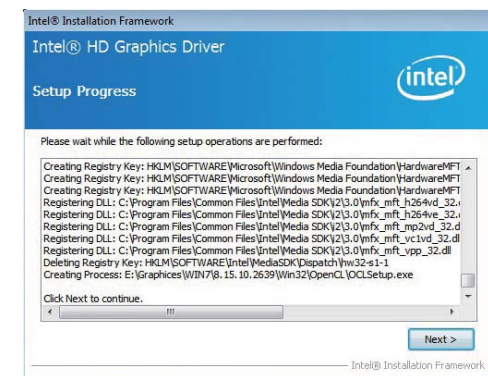 Intel® Installation Framework
Intel® HD Graphics Driver
intel
Setup Progress
Please wait while the following setup operations are performed:
Creating Registry Key: HKLM\SOFTWARE\Microsoft\Windows Media Foundation\HardwareMFT
Creating Registry Key: HKLM\SOFTWARE\Microsoft\Windows Media Foundation\HardwareMFT
Creating Registry Key: HKLM\SOFTWARE\Microsoft\Windows Media Foundation\HardwareMFT
Registering DLL: C:\Program Files\Common Files\Intel\Media SDK\i2\3.0\mfx_mft_h264vd_32.
Registering DLL: C:\Program Files\Common Files\Intel\Media SDK\i2\3.0\mfx_mft_h264ve_32.
Registering DLL: C:\Program Files\Common Files\Intel\Media SDK\i2\3.0\mfx_mft_mp2vd_32.d
Registering DLL: C:\Program Files\Common Files\Intel\Media SDK\i2\3.0\mfx_mft_vc1vd_32.dl
Registering DLL: C:\Program Files\Common Files\Intel\Media SDK\i2\3.0\mfx_mft_vpp_32.dll
Deleting Registry Key: HKLM\SOFTWARE\Intel\MediaSDK\Dispatch\hw32-s1-1
Creating Process: E:\Graphices\WIN7\8.15.10.2639\Win32\OpenCL\OCLSetup.exe
Click Next to continue.
Next >
Intel® Installation Framework